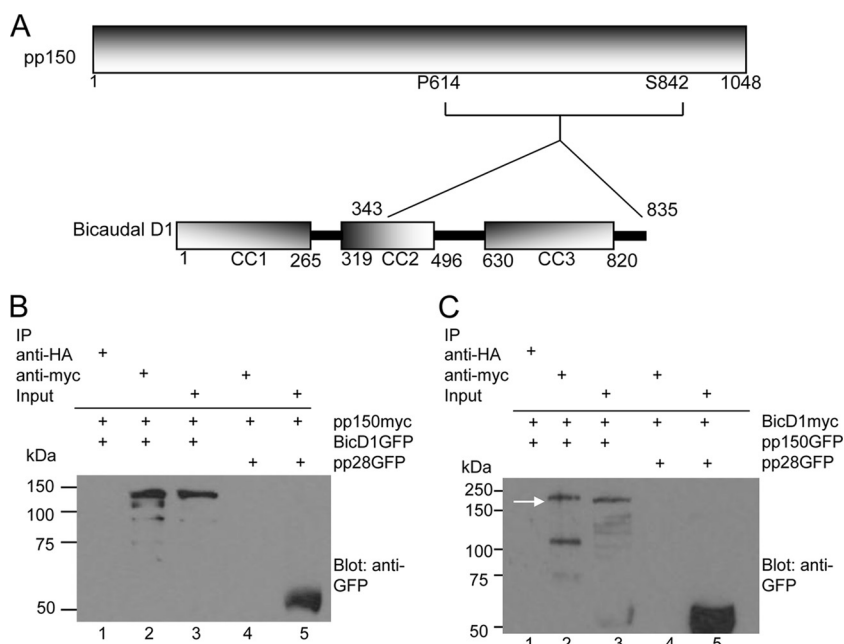 A
pp150
1 P614 S842 1048
343 835
Bicaudal D1
1 CC1 265 319 CC2 496 630 CC3 820
B
IP
anti-HA +
anti-myc + +
Input + +
+ + + + + pp150myc
+ + + BicD1GFP
+ + pp28GFP
kDa
150
100
75
50
Blot: anti-
GFP
1 2 3 4 5
C
IP
anti-HA +
anti-myc + +
Input + +
+ + + + + BicD1myc
+ + + pp150GFP
+ + pp28GFP
kDa
250
150
100
75
50
Blot: anti-
GFP
1 2 3 4 5